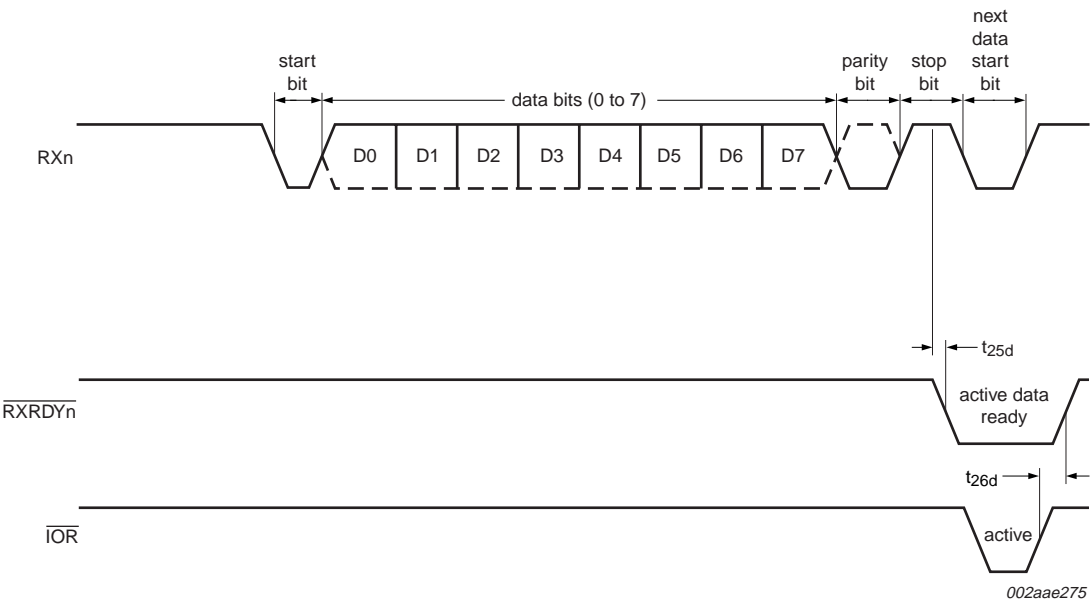 next
data
start
bit
start
bit
data bits (0 to 7)
parity
bit
stop
bit
RXn
D0 D1 D2 D3 D4 D5 D6 D7
t25d
RXRDYn
active data
ready
t26d
IOR
active
002aae275